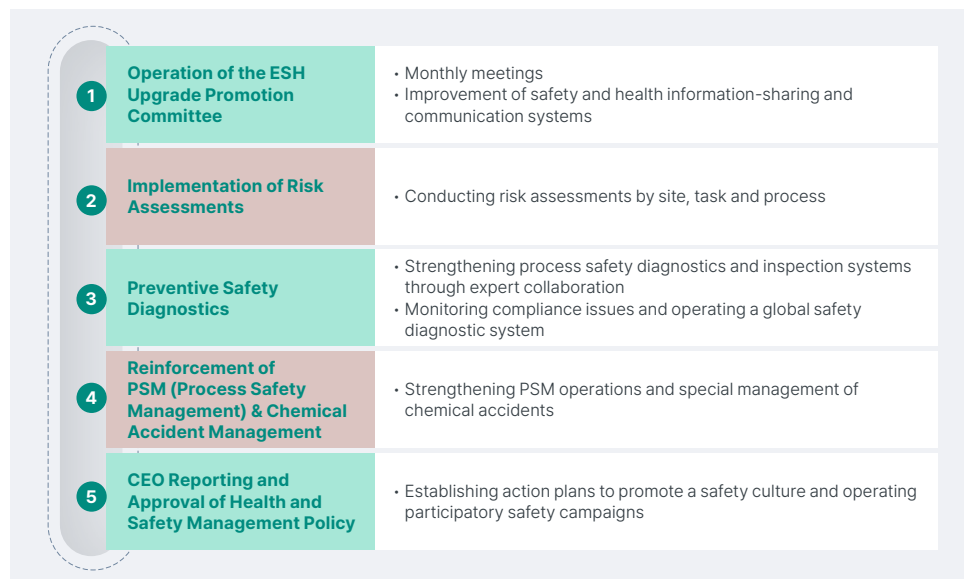 1
Operation of the ESH
Upgrade Promotion
Committee
• Monthly meetings
• Improvement of safety and health information-sharing and
communication systems
2
Implementation of Risk
Assessments
• Conducting risk assessments by site, task and process
3
Preventive Safety
Diagnostics
• Strengthening process safety diagnostics and inspection systems
through expert collaboration
• Monitoring compliance issues and operating a global safety
diagnostic system
4
Reinforcement of
PSM (Process Safety
Management) & Chemical
Accident Management
• Strengthening PSM operations and special management of
chemical accidents
5
CEO Reporting and
Approval of Health and
Safety Management Policy
• Establishing action plans to promote a safety culture and operating
participatory safety campaigns